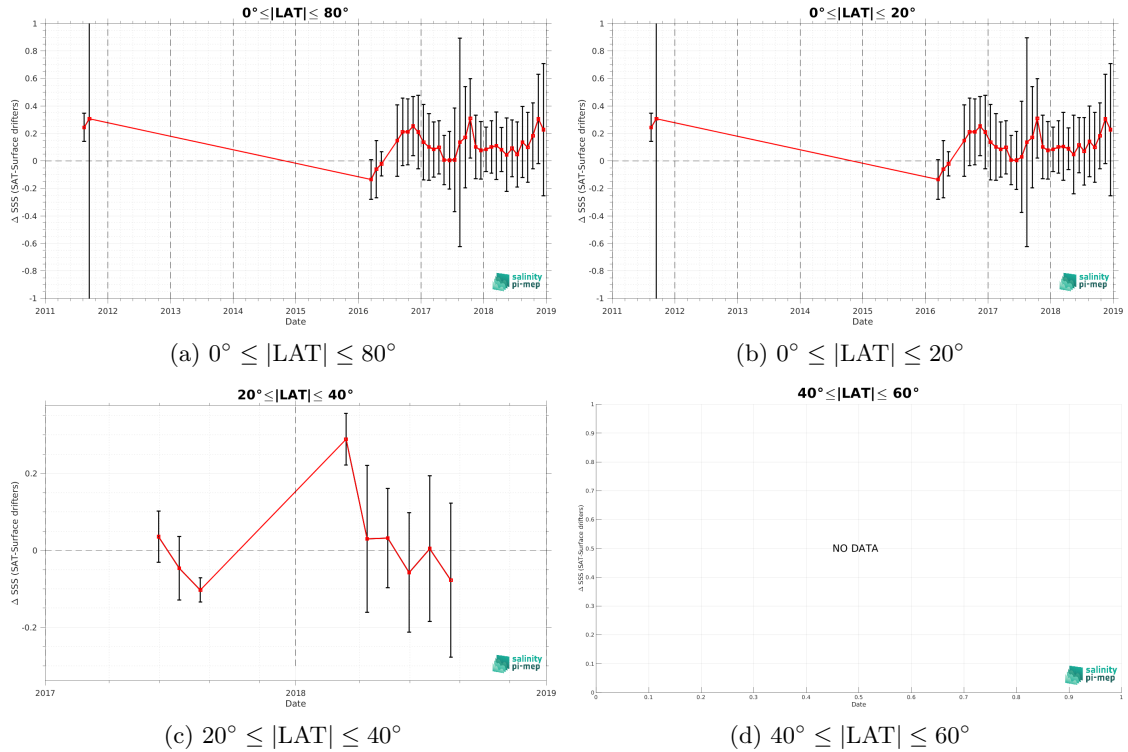 0°≤|LAT|≤ 80°
1
0.8
0.6
0.4
0.2
0
-0.2
-0.4
-0.6
-0.8
-1
Δ SSS (SAT-Surface drifters)
2011 2012 2013 2014 2015 2016 2017 2018 2019
Date
salinity
pi-mep
(a) 0° ≤ |LAT| ≤ 80°
0°≤|LAT|≤ 20°
1
0.8
0.6
0.4
0.2
0
-0.2
-0.4
-0.6
-0.8
-1
Δ SSS (SAT-Surface drifters)
2011 2012 2013 2014 2015 2016 2017 2018 2019
Date
salinity
pi-mep
(b) 0° ≤ |LAT| ≤ 20°
20°≤|LAT|≤ 40°
0.2
0
-0.2
Δ SSS (SAT-Surface drifters)
2017 2018 2019
Date
salinity
pi-mep
(c) 20° ≤ |LAT| ≤ 40°
40°≤|LAT|≤ 60°
1
0.9
0.8
0.7
0.6
0.5
0.4
0.3
0.2
0.1
0
Δ SSS (SAT-Surface drifters)
NO DATA
0 0.1 0.2 0.3 0.4 0.5 0.6 0.7 0.8 0.9 1
Date
salinity
pi-mep
(d) 40° ≤ |LAT| ≤ 60°